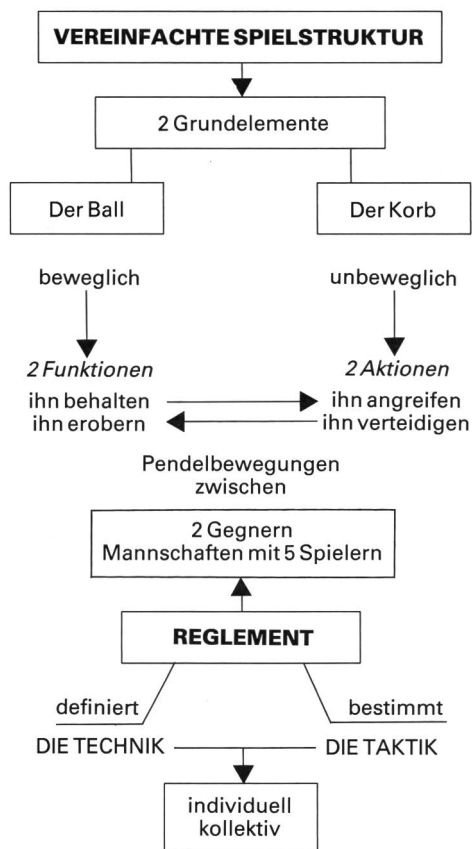 VEREINFACHTE SPIELSTRUKTUR
2 Grundelemente
Der Ball
Der Korb
beweglich
unbeweglich
2 Funktionen
2 Aktionen
ihn behalten
ihn angreifen
ihn erobern
ihn verteidigen
Pendelbewegungen
zwischen
2 Gegnern
Mannschaften mit 5 Spielern
REGLEMENT
definiert
bestimmt
DIE TECHNIK
DIE TAKTIK
individuell
kollektiv